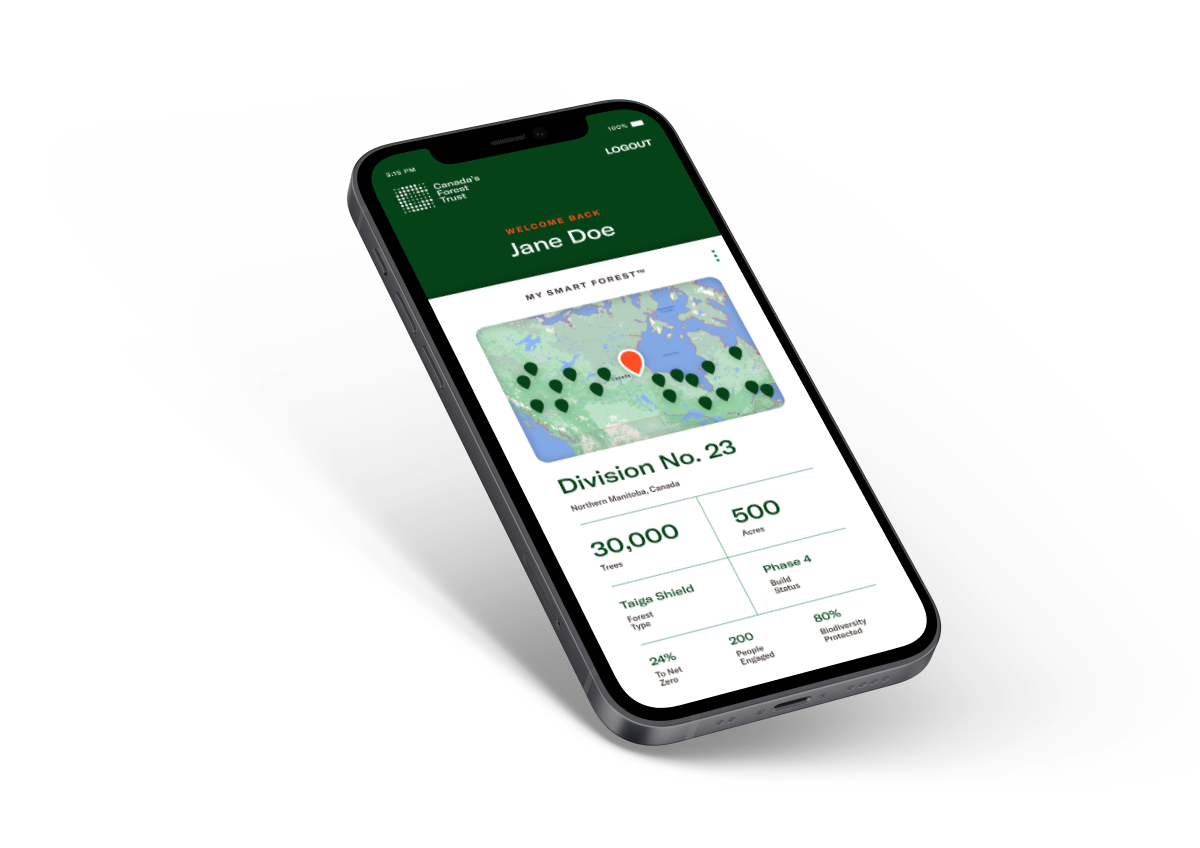 3:15 PM
100%
LOGOUT
Canada's
Forest
Trust
WELCOME BACK
Jane Doe
MY SMART FOREST™
Canada
Division No. 23
Northern Manitoba, Canada
30,000
Trees
500
Acres
Taiga Shield
Forest
Type
Phase 4
Build
Status
24%
To Net
Zero
200
People
Engaged
80%
Biodiversity
Protected